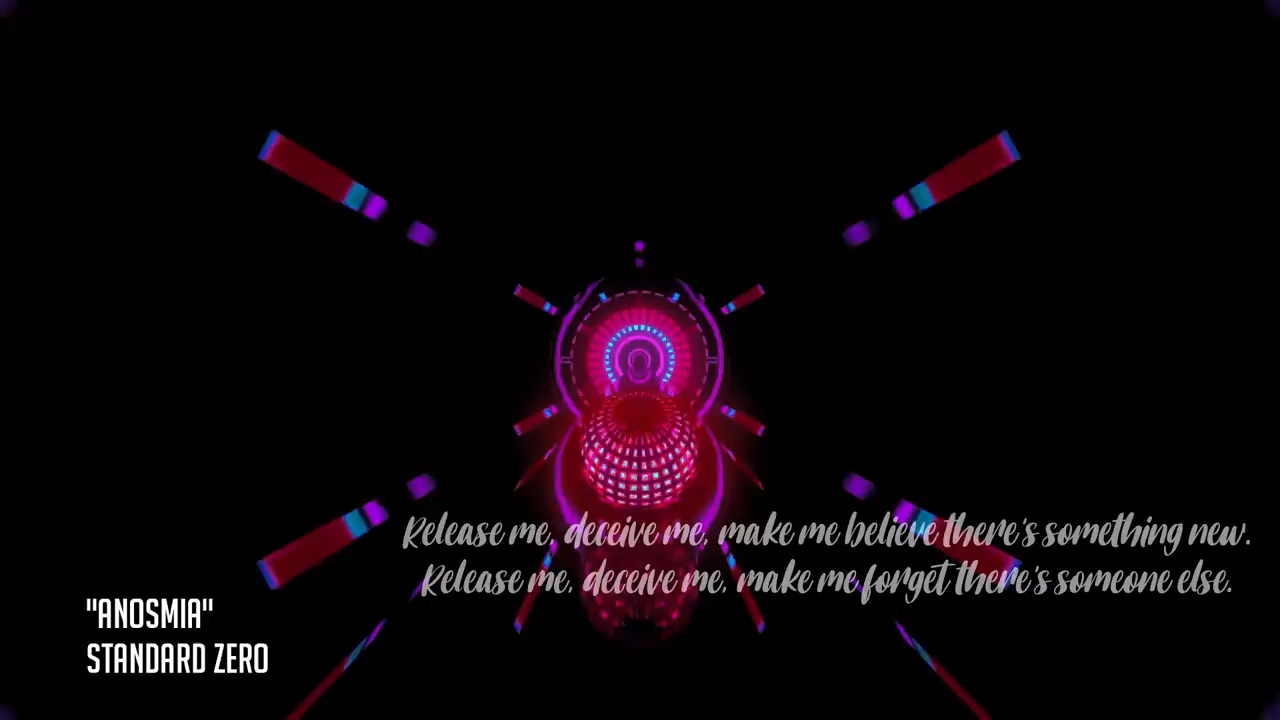 Release me, deceive me, make me believe there's something new.
Release me, deceive me, make me forget there's someone else.
"ANOSMIA"
STANDARD ZERO